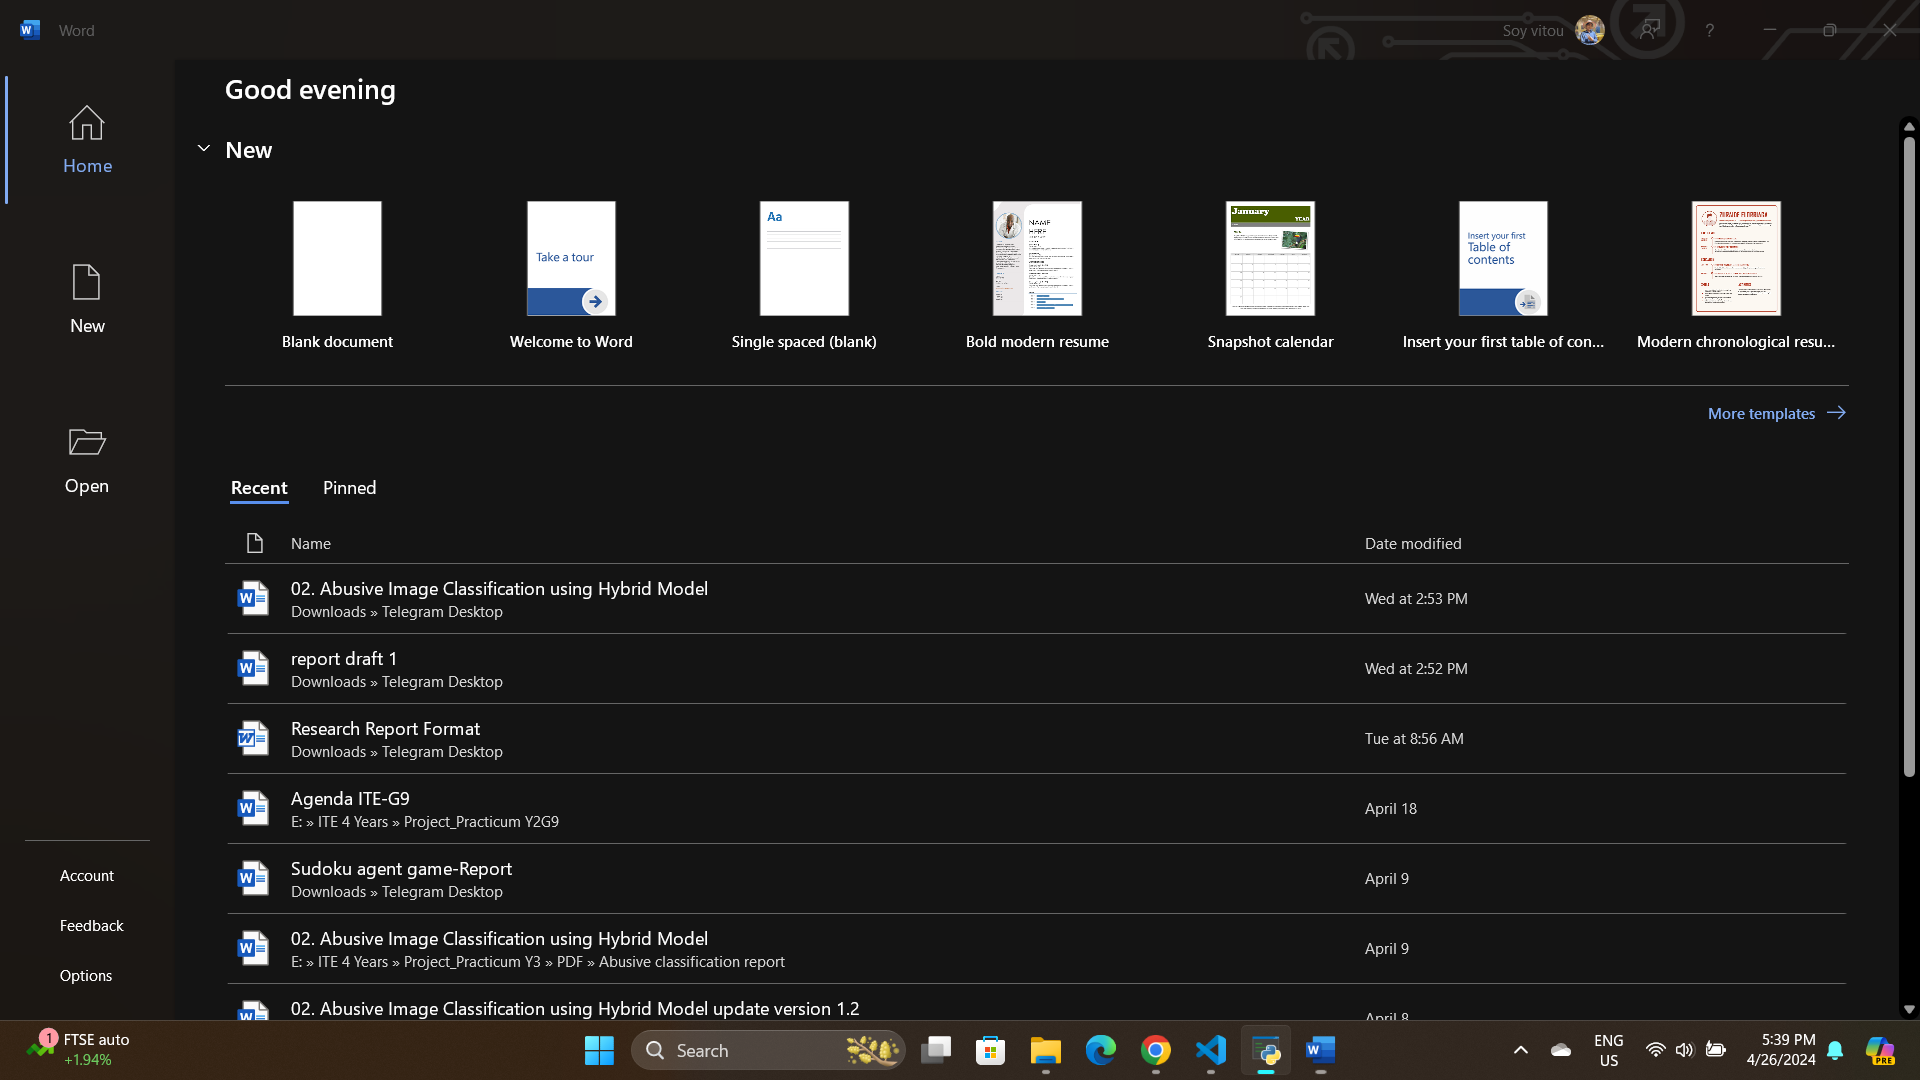 Word
Soy vitou
?
Home
New
Open
Account
Feedback
Options
Good evening
New
Take a tour
Aa
NAME
HERE
January
YEAR
Insert your first
Table of
contents
Blank document
Welcome to Word
Single spaced (blank)
Bold modern resume
Snapshot calendar
Insert your first table of con...
Modern chronological resu...
More templates
Recent
Pinned
Name
Date modified
02. Abusive Image Classification using Hybrid Model
Downloads » Telegram Desktop
Wed at 2:53 PM
report draft 1
Downloads » Telegram Desktop
Wed at 2:52 PM
Research Report Format
Downloads » Telegram Desktop
Tue at 8:56 AM
Agenda ITE-G9
E: » ITE 4 Years » Project_Practicum Y2G9
April 18
Sudoku agent game-Report
Downloads » Telegram Desktop
April 9
02. Abusive Image Classification using Hybrid Model
E: » ITE 4 Years » Project_Practicum Y3 » PDF » Abusive classification report
April 9
02. Abusive Image Classification using Hybrid Model update version 1.2
April 8
1
FTSE auto
+1.94%
Search
ENG
US
5:39 PM
4/26/2024
PRE